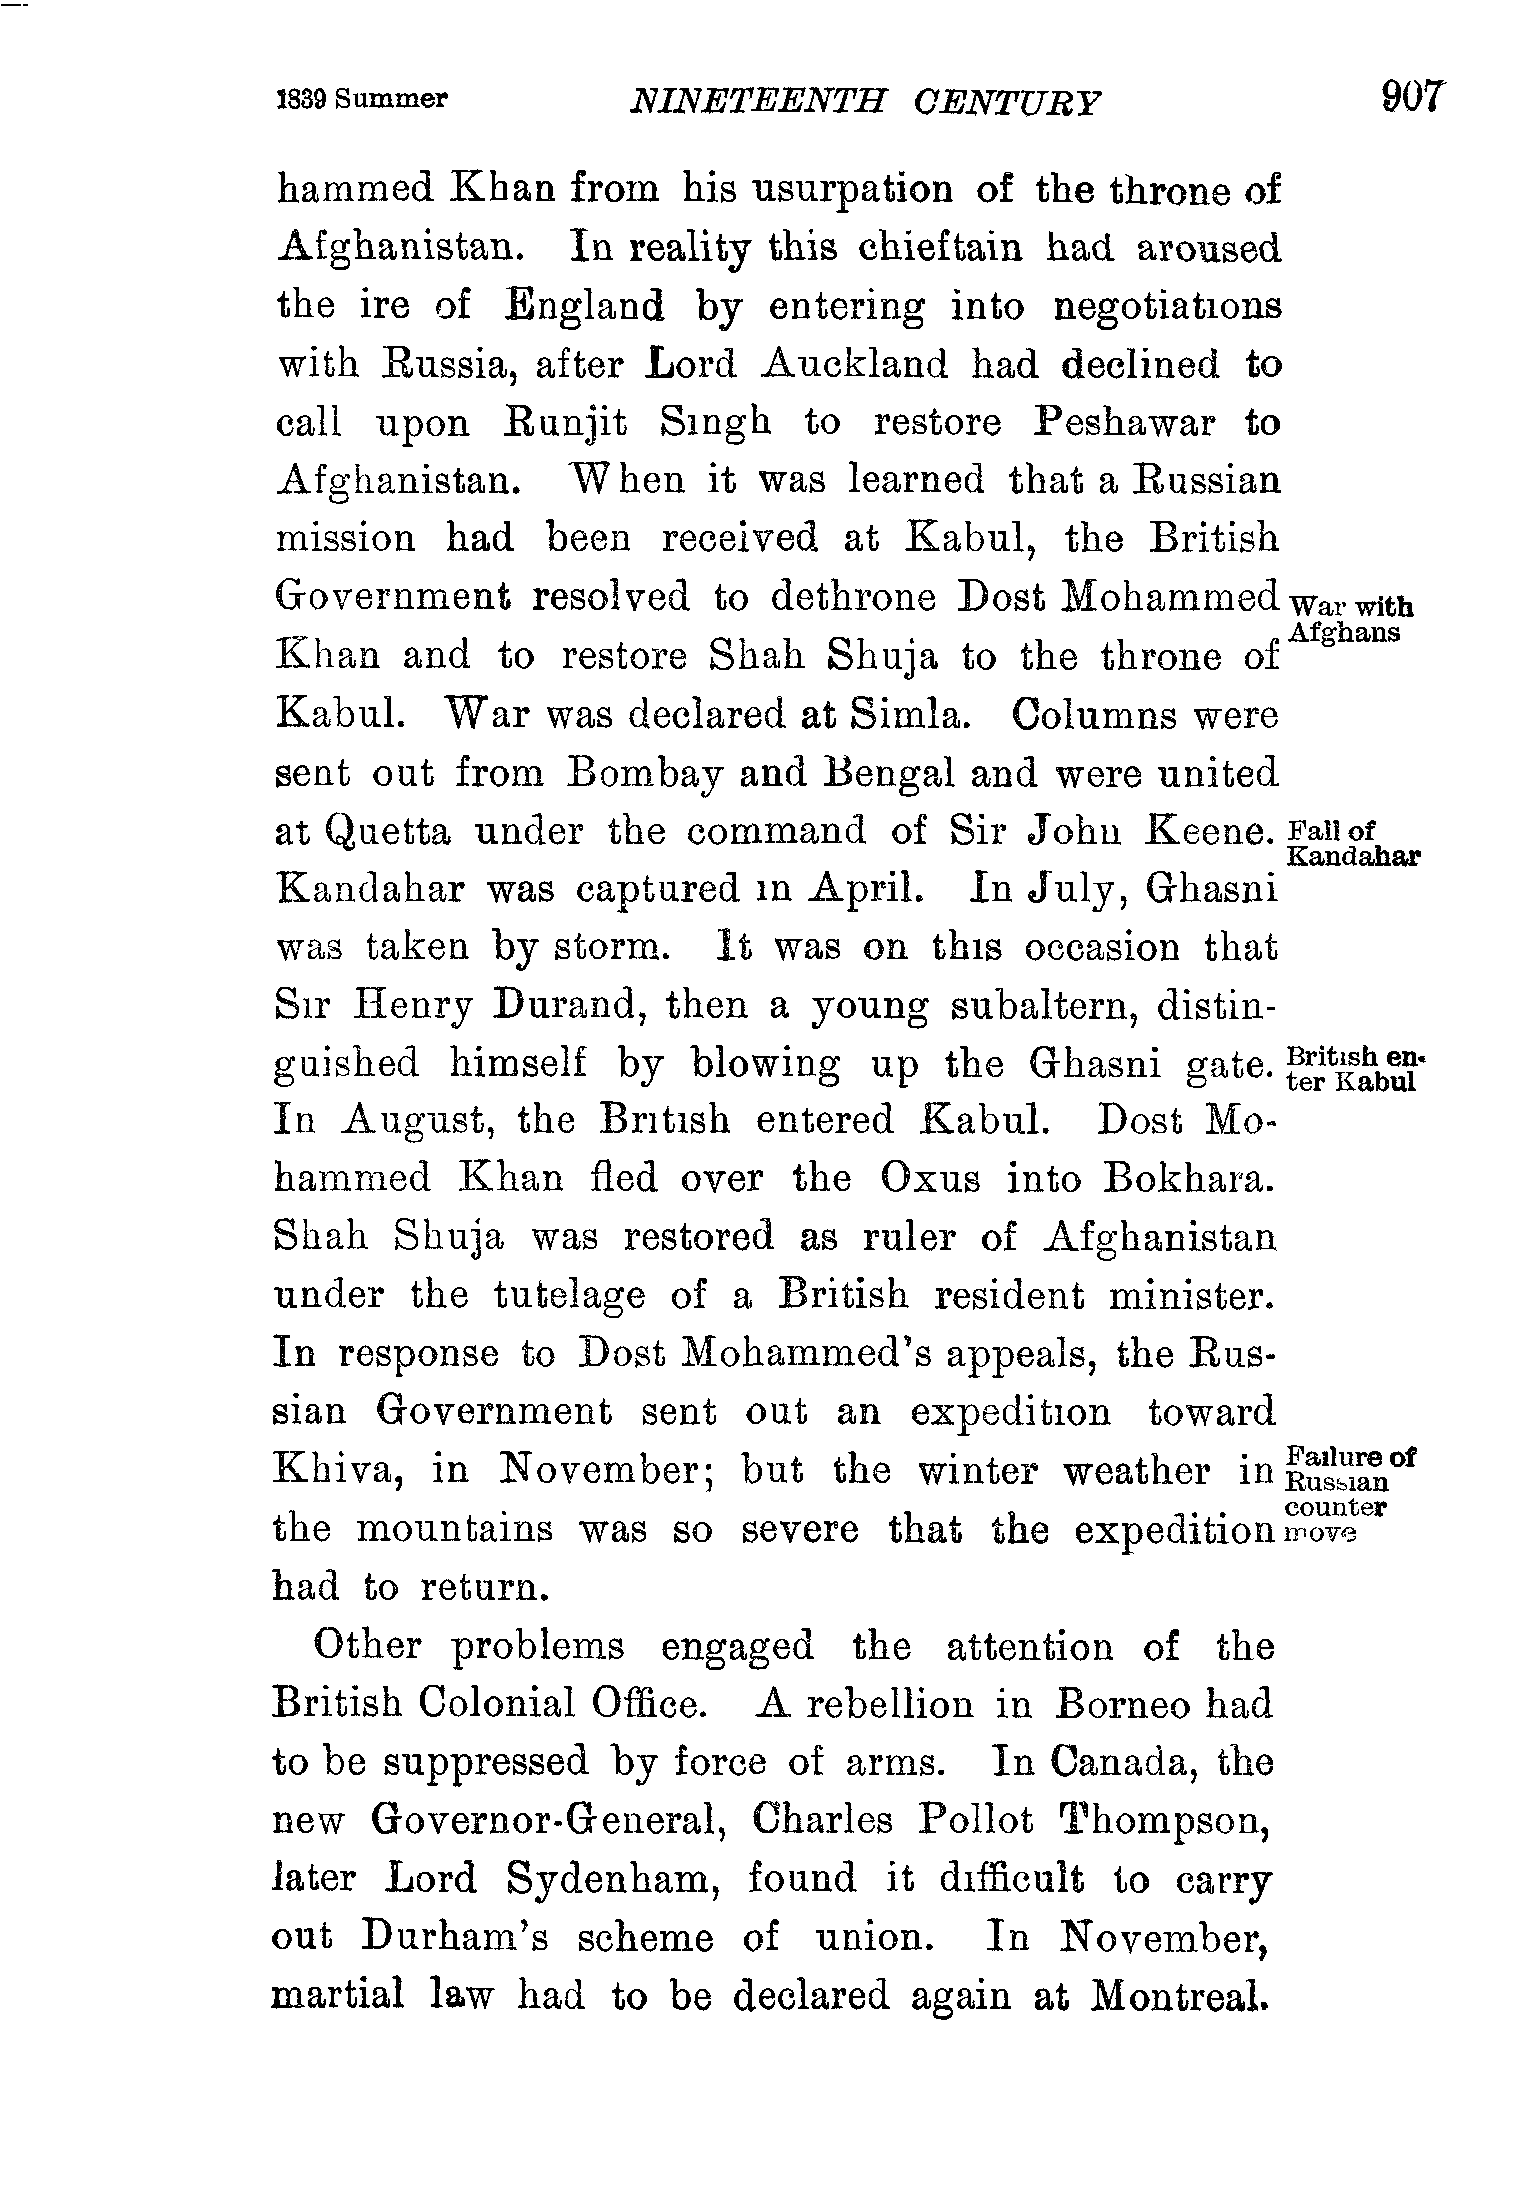 1839 Summer NINETEENTH CENTURY 907
hammed Khan from his usurpation of the throne of
Afghanistan. In reality this chieftain had aroused
the ire of England by entering into negotiations
with Russia, after Lord Auckland had declined to
call upon Runjit Singh to restore Peshawar to
Afghanistan. When it was learned that a Russian
mission had been received at Kabul, the British
Government resolved to dethrone Dost Mohammed
War with
Afghans
Khan and to restore Shah Shuja to the throne of
Kabul. War was declared at Simla. Columns were
sent out from Bombay and Bengal and were united
at Quetta under the command of Sir John Keene.
Fall of
Kandahar
Kandahar was captured in April. In July, Ghasni
was taken by storm. It was on this occasion that
Sir Henry Durand, then a young subaltern, distin-
guished himself by blowing up the Ghasni gate.
British en-
ter Kabul
In August, the British entered Kabul. Dost Mo-
hammed Khan fled over the Oxus into Bokhara.
Shah Shuja was restored as ruler of Afghanistan
under the tutelage of a British resident minister.
In response to Dost Mohammed's appeals, the Rus-
sian Government sent out an expedition toward
Khiva, in November; but the winter weather in
Failure of
Russian
counter
move
the mountains was so severe that the expedition
had to return.
Other problems engaged the attention of the
British Colonial Office. A rebellion in Borneo had
to be suppressed by force of arms. In Canada, the
new Governor-General, Charles Pollot Thompson,
later Lord Sydenham, found it difficult to carry
out Durham's scheme of union. In November,
martial law had to be declared again at Montreal.